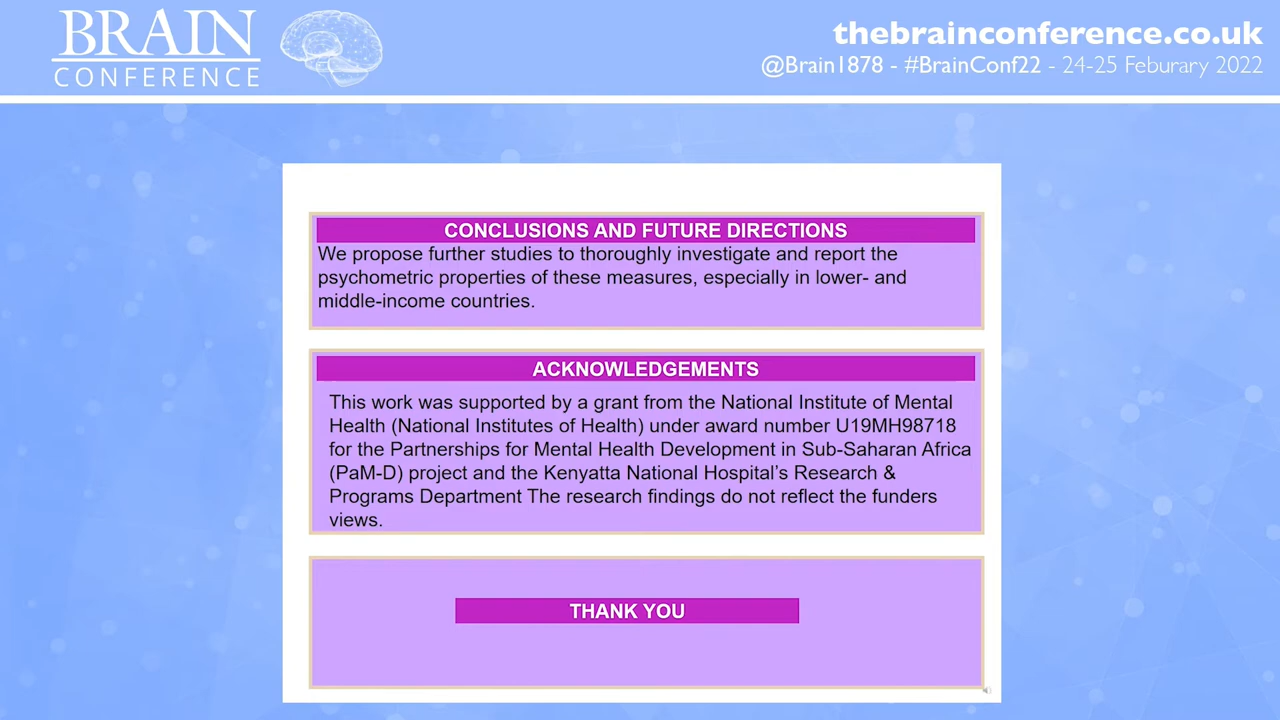 BRAIN
CONFERENCE
thebrainconference.co.uk
@Brain1878 - #BrainConf22 - 24-25 Feburary 2022
CONCLUSIONS AND FUTURE DIRECTIONS
We propose further studies to thoroughly investigate and report the
psychometric properties of these measures, especially in lower- and
middle-income countries.
ACKNOWLEDGEMENTS
This work was supported by a grant from the National Institute of Mental
Health (National Institutes of Health) under award number U19MH98718
for the Partnerships for Mental Health Development in Sub-Saharan Africa
(PaM-D) project and the Kenyatta National Hospital’s Research &
Programs Department The research findings do not reflect the funders
views.
THANK YOU